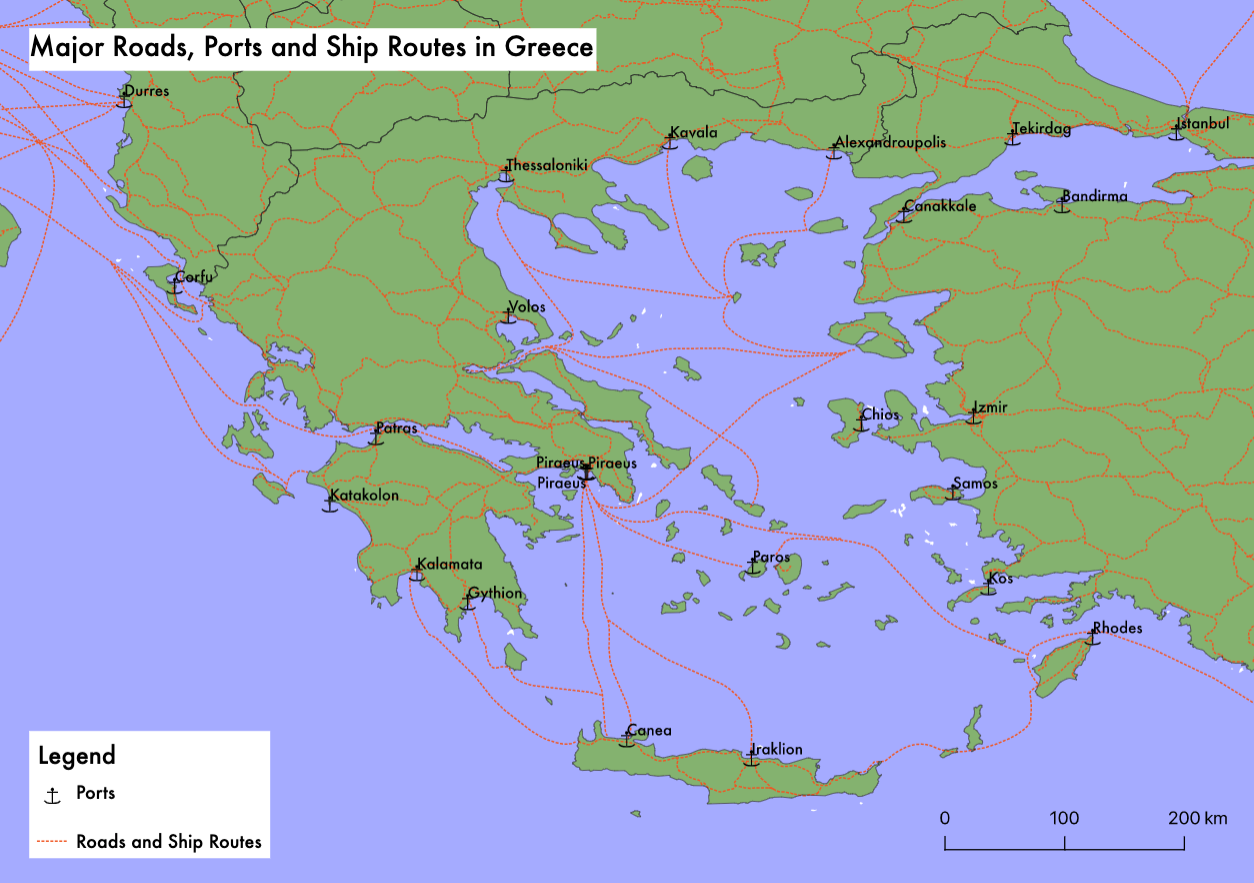 Major Roads, Ports and Ship Routes in Greece
Durres
Istanbul
Kavala
Tekirdag
Alexandroupolis
Thessaloniki
Bandirma
Canakkale
Corfu
Volos
Chios
Izmir
Patras
Piraeus Piraeus
Piraeus
Samos
Katakolon
Paros
Kalamata
Kos
Gythion
Rhodes
Canea
Iraklion
Legend
Ports
Roads and Ship Routes
0 100 200 km